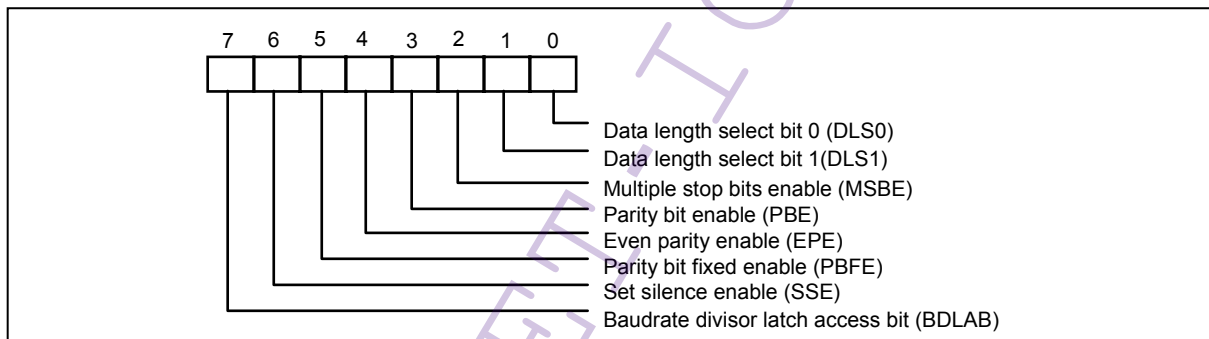 7 6 5 4 3 2 1 0
Data length select bit 0 (DLS0)
Data length select bit 1(DLS1)
Multiple stop bits enable (MSBE)
Parity bit enable (PBE)
Even parity enable (EPE)
Parity bit fixed enable (PBFE)
Set silence enable (SSE)
Baudrate divisor latch access bit (BDLAB)